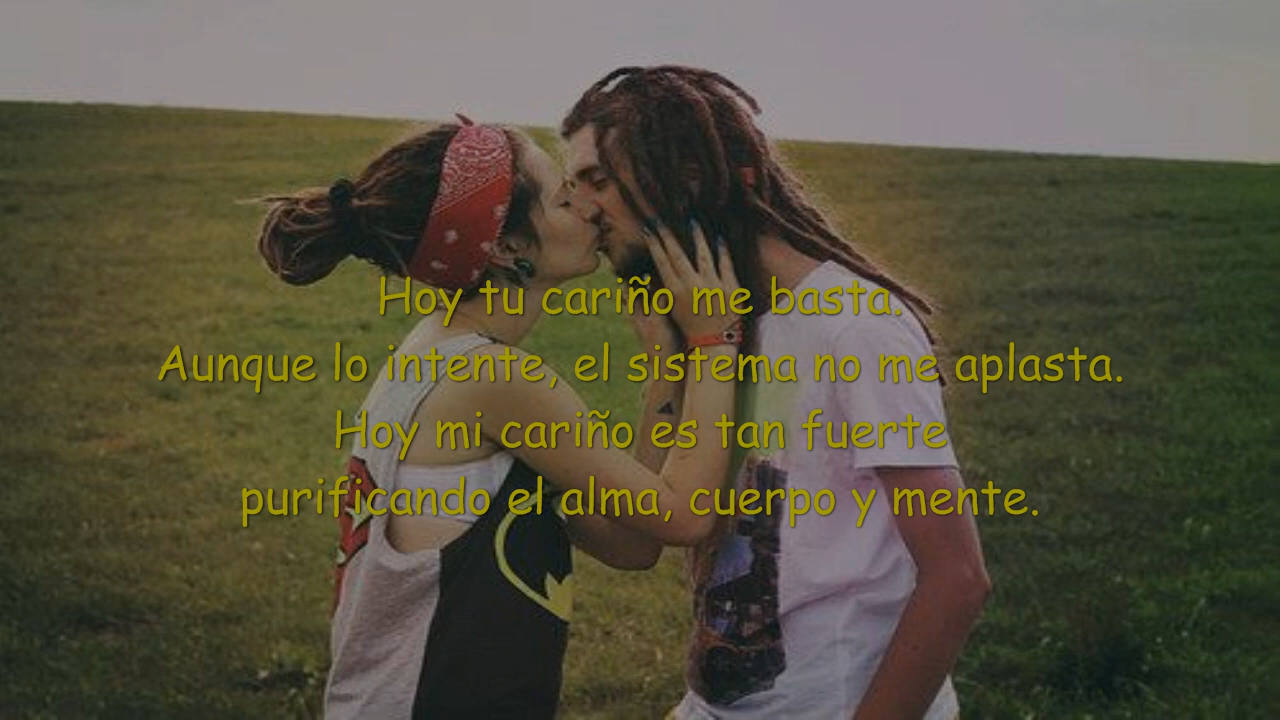 Hoy tu cariño me basta.
Aunque lo intente, el sistema no me aplasta.
Hoy mi cariño es tan fuerte
purificando el alma, cuerpo y mente.